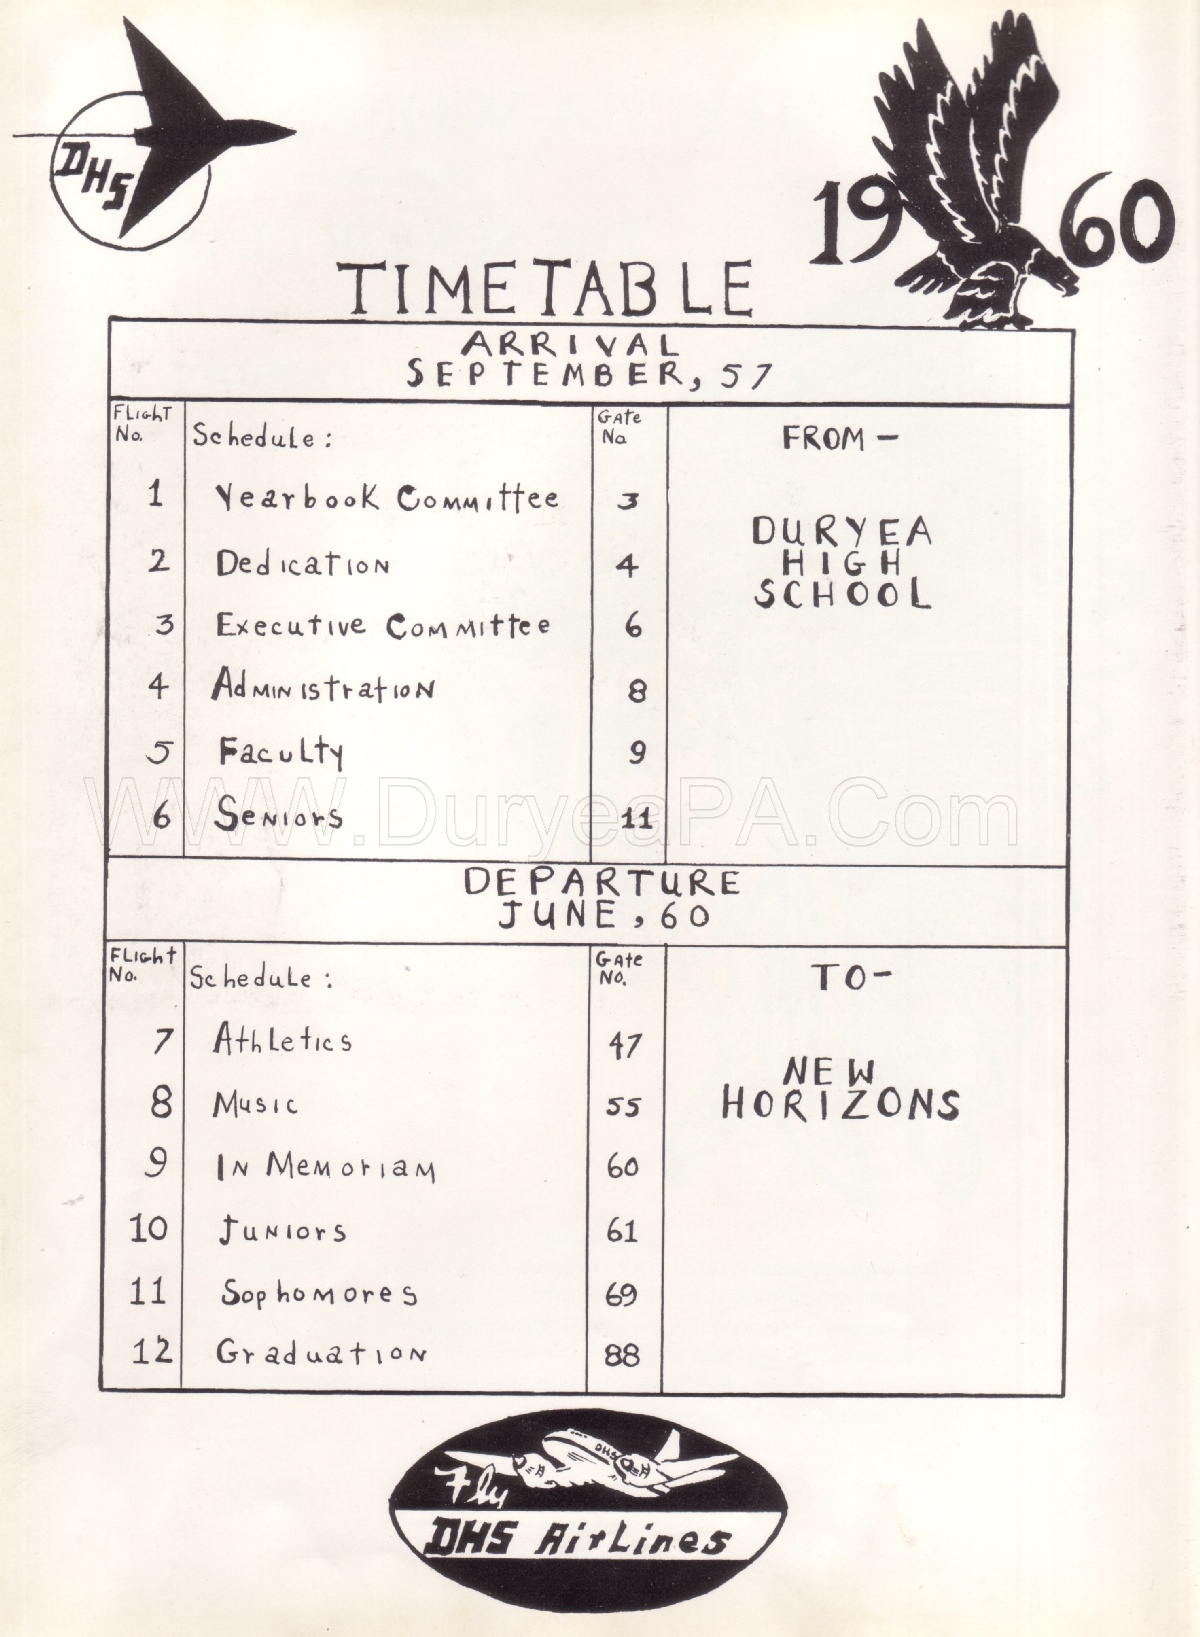 DHS
1960
TIMETABLE
ARRIVAL
SEPTEMBER, 57
Flight No.
Schedule:
Gate No.
FROM-
1 Yearbook Committee 3
2 Dedication 4
3 Executive Committee 6
4 Administration 8
5 Faculty 9
6 Seniors 11
DURYEA
HIGH
SCHOOL
WWW.DuryeaPA.Com
DEPARTURE
JUNE, 60
Flight No.
Schedule:
Gate No.
TO-
7 Athletics 47
8 Music 55
9 In Memoriam 60
10 Juniors 61
11 Sophomores 69
12 Graduation 88
NEW
HORIZONS
DHS
Fly
DHS AirLines